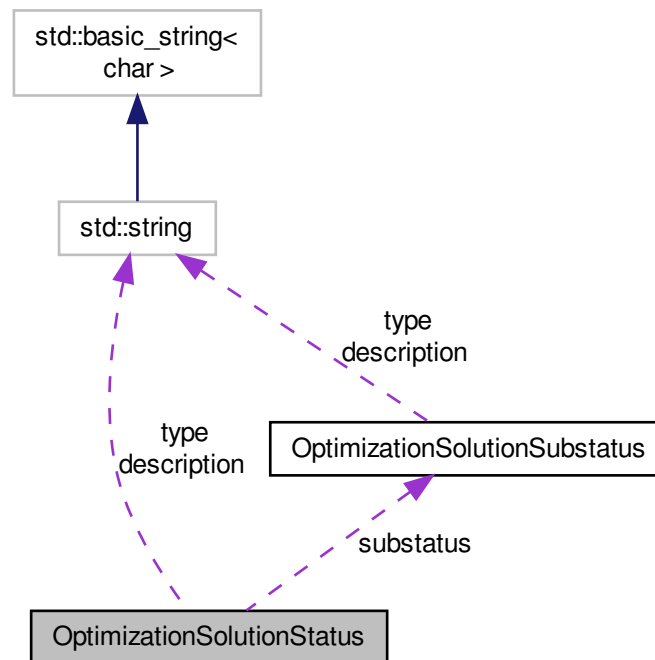 std::basic_string<
char >
std::string
type
description
OptimizationSolutionSubstatus
type
description
substatus
OptimizationSolutionStatus